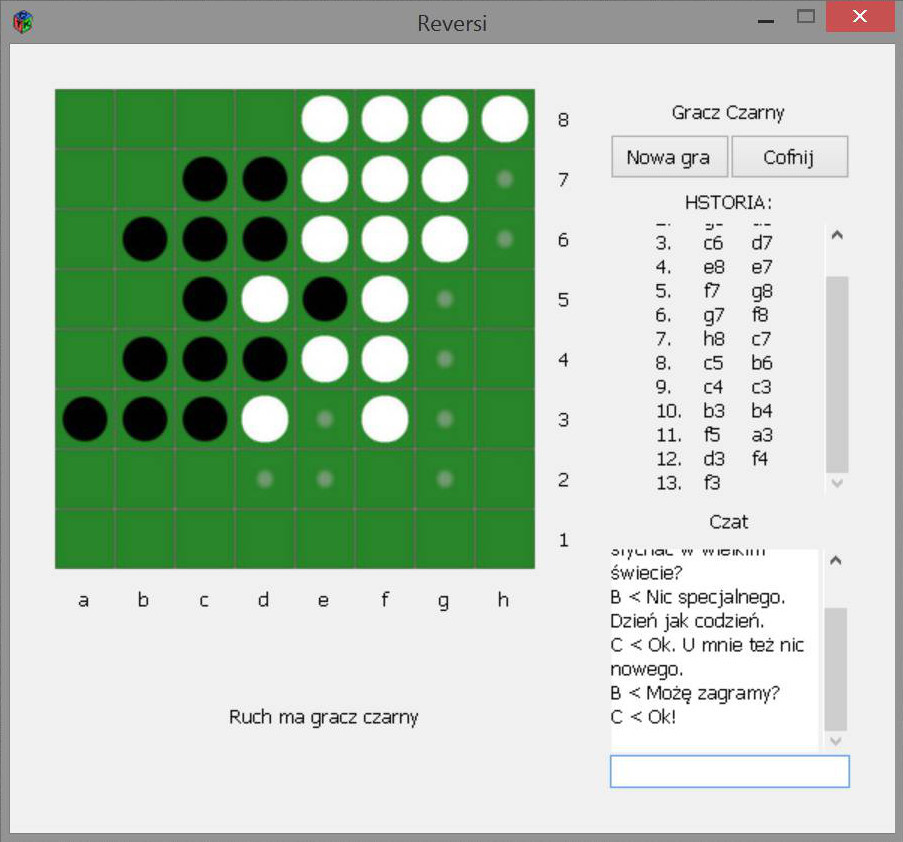 Reversi
8
7
6
5
4
3
2
1
a b c d e f g h
Ruch ma gracz czarny
Gracz Czarny
Nowa gra Cofnij
HSTORIA:
3. c6 d7
4. e8 e7
5. f7 g8
6. g7 f8
7. h8 c7
8. c5 b6
9. c4 c3
10. b3 b4
11. f5 a3
12. d3 f4
13. f3
Czat
słychać w wielkim
świecie?
B < Nic specjalnego.
Dzień jak codzień.
C < Ok. U mnie też nic
nowego.
B < Możę zagramy?
C < Ok!